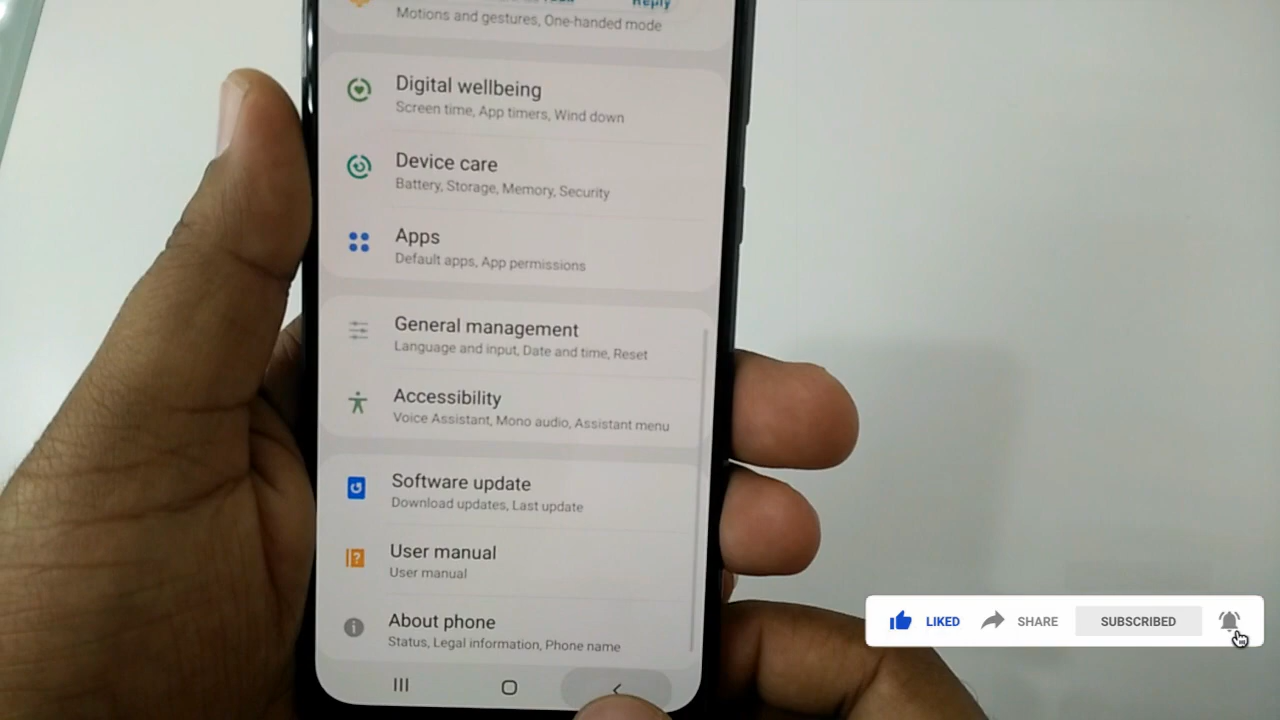 Reply
Motions and gestures, One-handed mode
Digital wellbeing
Screen time, App timers, Wind down
Device care
Battery, Storage, Memory, Security
Apps
Default apps, App permissions
General management
Language and input, Date and time, Reset
Accessibility
Voice Assistant, Mono audio, Assistant menu
Software update
Download updates, Last update
User manual
User manual
About phone
Status, Legal information, Phone name
LIKED SHARE SUBSCRIBED